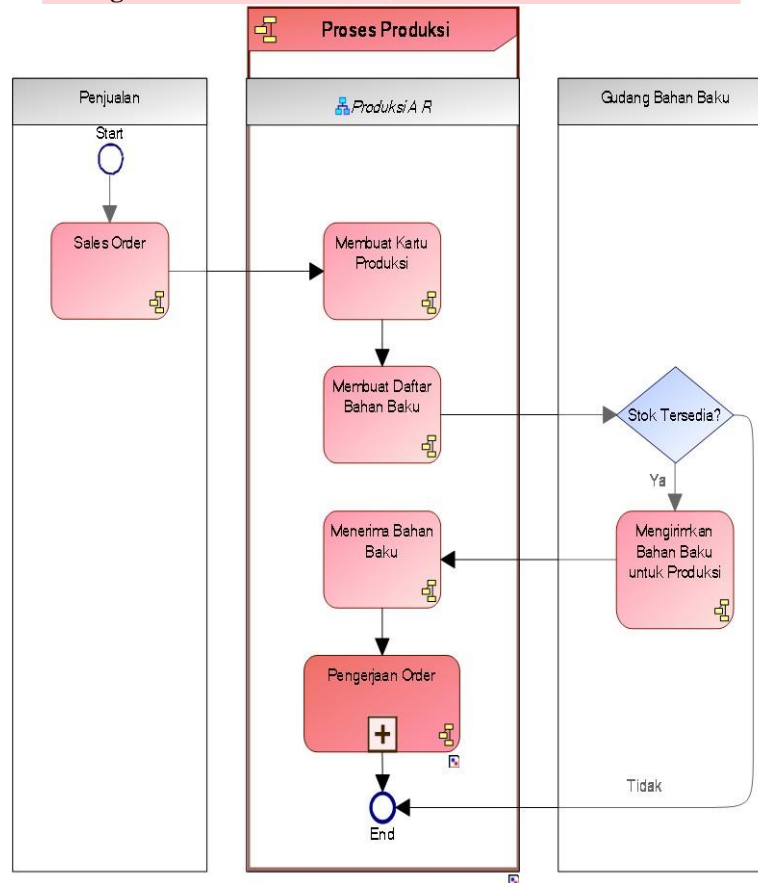 Proses Produksi
Penjualan
Produksi A R
Gudang Bahan Baku
Start
Sales Order
Membuat Kartu
Produksi
Membuat Daftar
Bahan Baku
Stok Tersedia?
Ya
Menerima Bahan
Baku
Mengirimkan
Bahan Baku
untuk Produksi
Pengerjaan Order
Tidak
End